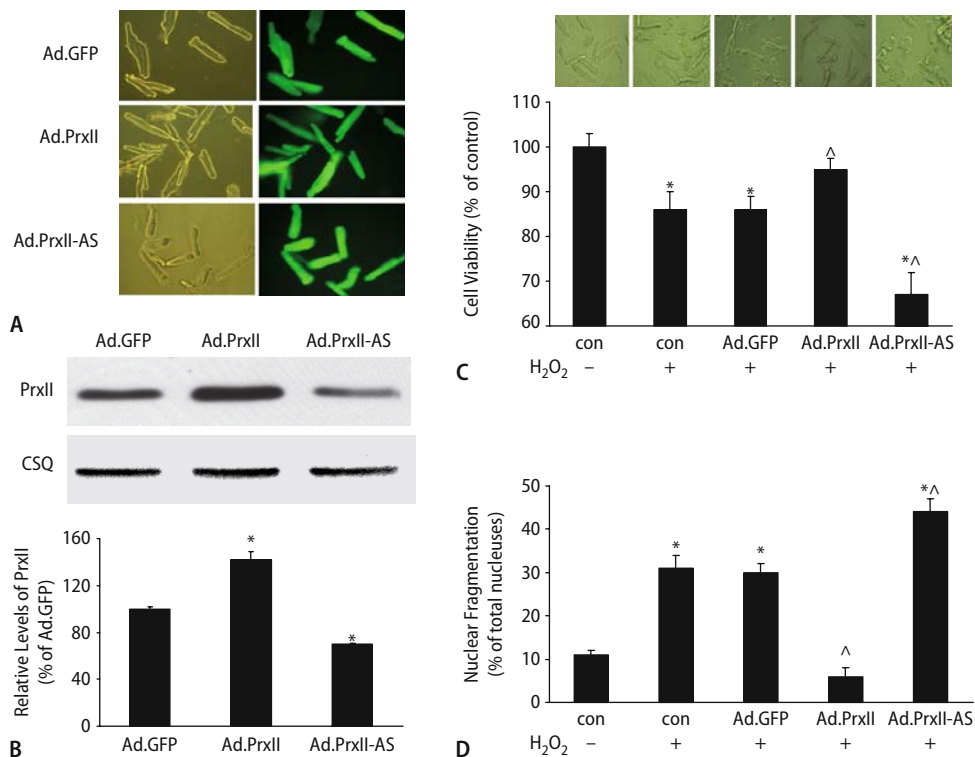 Ad.GFP
Ad.PrxII
Ad.PrxII-AS
A
Ad.GFP Ad.PrxII Ad.PrxII-AS
PrxII
CSQ
Relative Levels of PrxII
(% of Ad.GFP)
160
120
80
40
0
* *
Ad.GFP Ad.PrxII Ad.PrxII-AS
B
Cell Viability (% of control)
110
100
90
80
70
60
* * ^ *^
con con Ad.GFP Ad.PrxII Ad.PrxII-AS
H₂O₂ – + + + +
C
Nuclear Fragmentation
(% of total nucleuses)
50
40
30
20
10
0
* * ^ *^
con con Ad.GFP Ad.PrxII Ad.PrxII-AS
H₂O₂ – + + + +
D